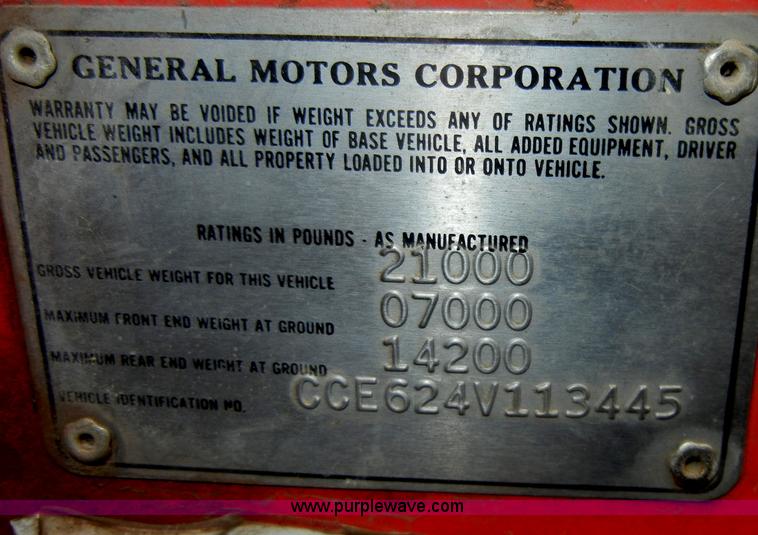 GENERAL MOTORS CORPORATION
WARRANTY MAY BE VOIDED IF WEIGHT EXCEEDS ANY OF RATINGS SHOWN. GROSS
VEHICLE WEIGHT INCLUDES WEIGHT OF BASE VEHICLE, ALL ADDED EQUIPMENT, DRIVER
AND PASSENGERS, AND ALL PROPERTY LOADED INTO OR ONTO VEHICLE.
RATINGS IN POUNDS - AS MANUFACTURED
GROSS VEHICLE WEIGHT FOR THIS VEHICLE 21000
MAXIMUM FRONT END WEIGHT AT GROUND 07000
MAXIMUM REAR END WEIGHT AT GROUND 14200
VEHICLE IDENTIFICATION NO. CCE624V113445
www.purplewave.com